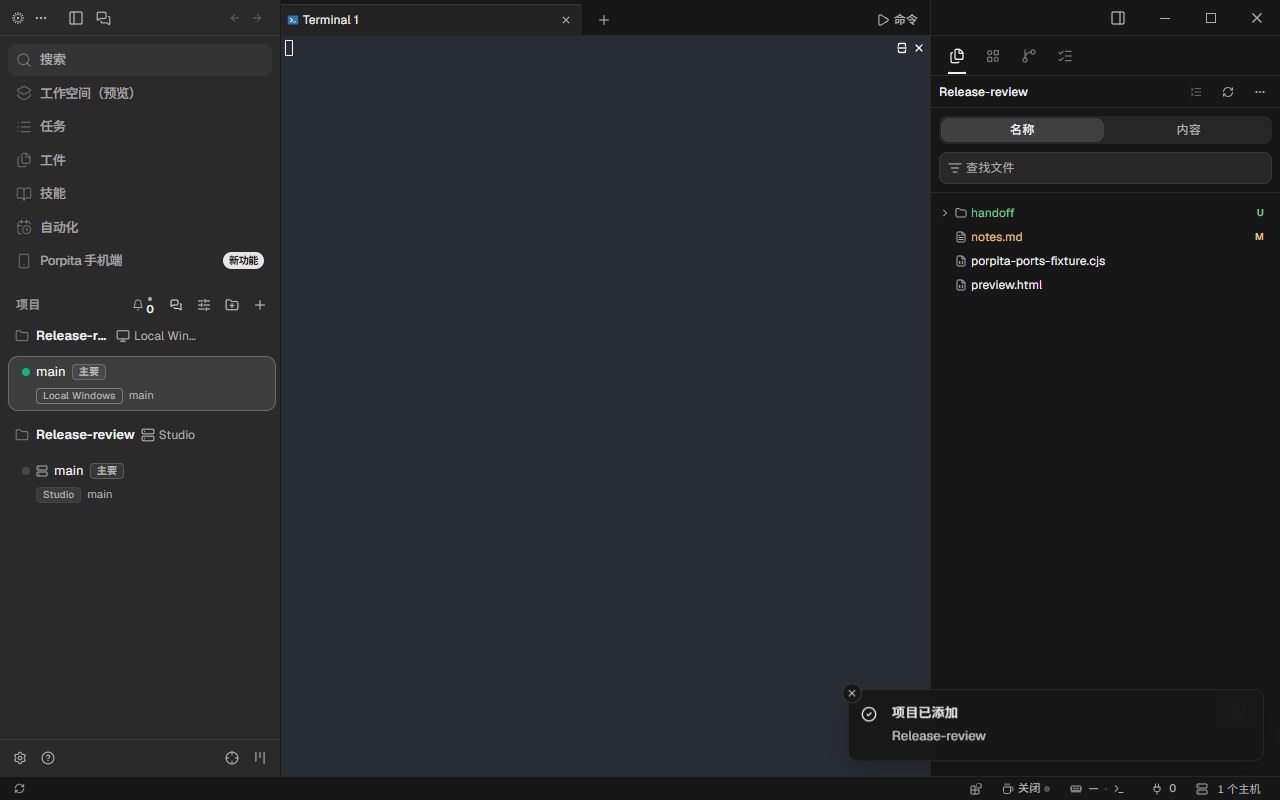 Terminal 1
命令
搜索
工作空间（预览）
任务
工件
技能
自动化
Porpita 手机端
新功能
项目
0
Release-r...
Local Win...
main
主要
Local Windows
main
Release-review
Studio
main
主要
Studio
main
Release-review
名称
内容
查找文件
handoff
U
notes.md
M
porpita-ports-fixture.cjs
preview.html
项目已添加
Release-review
关闭
0
1 个主机